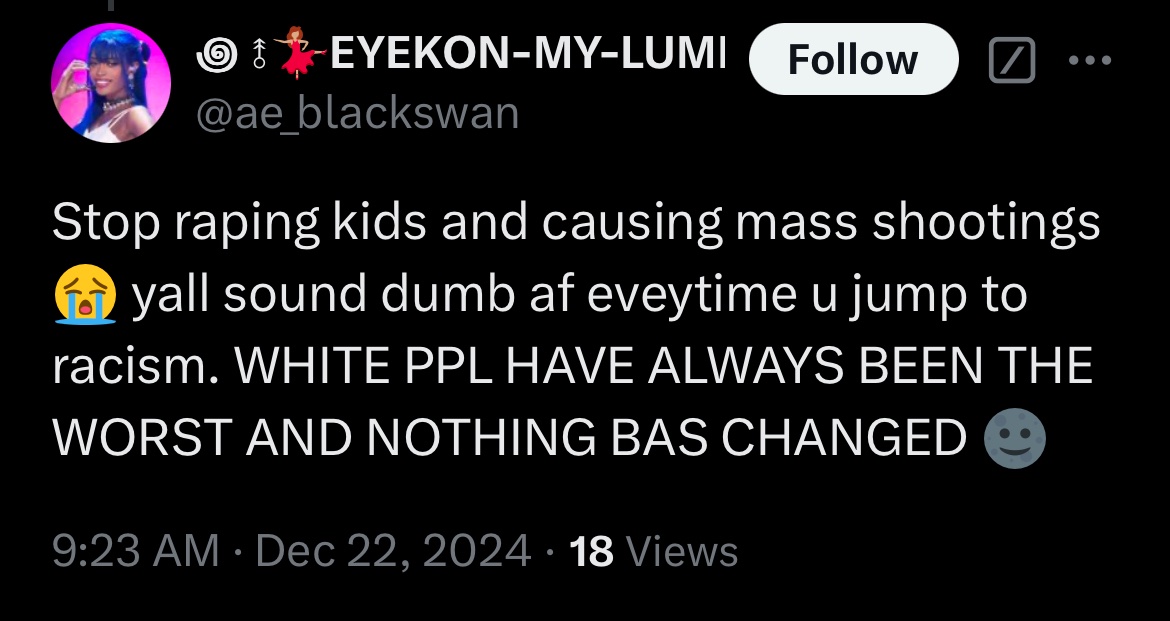 EYEKON-MY-LUMI
Follow
@ae_blackswan
Stop raping kids and causing mass shootings
😭 yall sound dumb af eveytime u jump to
racism. WHITE PPL HAVE ALWAYS BEEN THE
WORST AND NOTHING BAS CHANGED 🌚
9:23 AM · Dec 22, 2024 · 18 Views